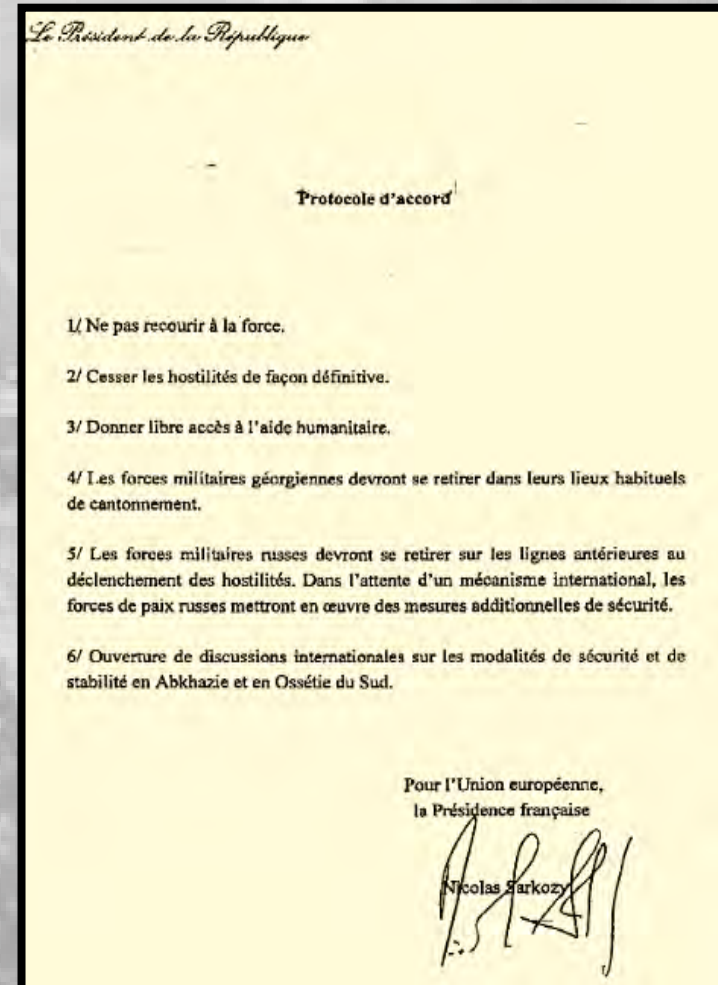 Le Président de la République
Protocole d'accord
1/ Ne pas recourir à la force.
2/ Cesser les hostilités de façon définitive.
3/ Donner libre accès à l'aide humanitaire.
4/ Les forces militaires géorgiennes devront se retirer dans leurs lieux habituels
de cantonnement.
5/ Les forces militaires russes devront se retirer sur les lignes antérieures au
déclenchement des hostilités. Dans l'attente d'un mécanisme international, les
forces de paix russes mettront en œuvre des mesures additionnelles de sécurité.
6/ Ouverture de discussions internationales sur les modalités de sécurité et de
stabilité en Abkhazie et en Ossétie du Sud.
Pour l'Union européenne,
la Présidence française
Nicolas Sarkozy